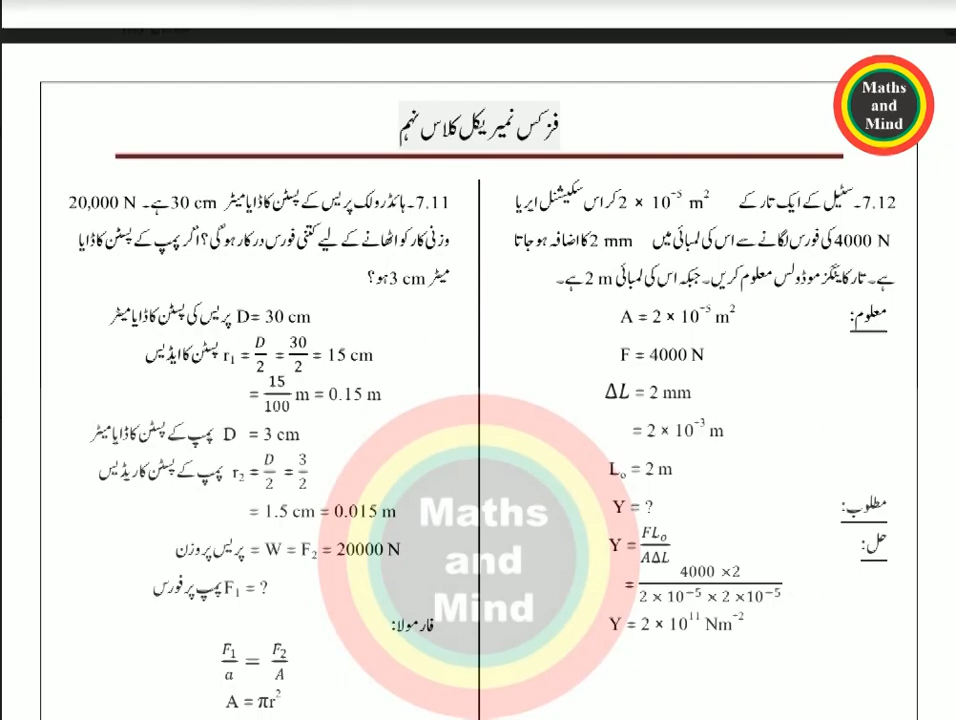 Maths
and
Mind
فزکس نمیریکل کلاس نہم
7.11۔ہائڈرولک پریس کے پسٹن کا ڈایا میٹر 30 cm ہے۔ 20,000 N
وزنی کار کو اٹھانے کے لیے کتنی فورس درکار ہوگی؟ اگر پمپ کے پسٹن کا ڈایا
میٹر 3 cm ہو؟
پریس کی پسٹن کا ڈایا میٹر D= 30 cm
پسٹن کا ایڈیس r₁ = D/2 = 30/2 = 15 cm
= 15/100 m = 0.15 m
پمپ کے پسٹن کا ڈایا میٹر D = 3 cm
پمپ کے پسٹن کا ریڈیس r₂ = D/2 = 3/2
= 1.5 cm = 0.015 m
پریس پر وزن = W = F₂ = 20000 N
پمپ پر فورس F₁ = ?
فارمولا:
F₁/a = F₂/A
A = πr²
7.12۔سٹیل کے ایک تار کے 2 × 10⁻⁵ m² کراس سکیشنل ایریا
4000 N کی فورس لگانے سے اس کی لمبائی میں 2 mm کا اضافہ ہو جاتا
ہے۔ تار کا ینگز موڈولس معلوم کریں۔ جبکہ اس کی لمبائی 2 m ہے۔
معلوم: A = 2 × 10⁻⁵ m²
F = 4000 N
ΔL = 2 mm
= 2 × 10⁻³ m
Lₒ = 2 m
مطلوب: Y = ?
حل: Y = FLₒ/AΔL
= 4000 ×2/2 × 10⁻⁵ × 2 ×10⁻⁵
Y = 2 × 10¹¹ Nm⁻²
Maths
and
Mind